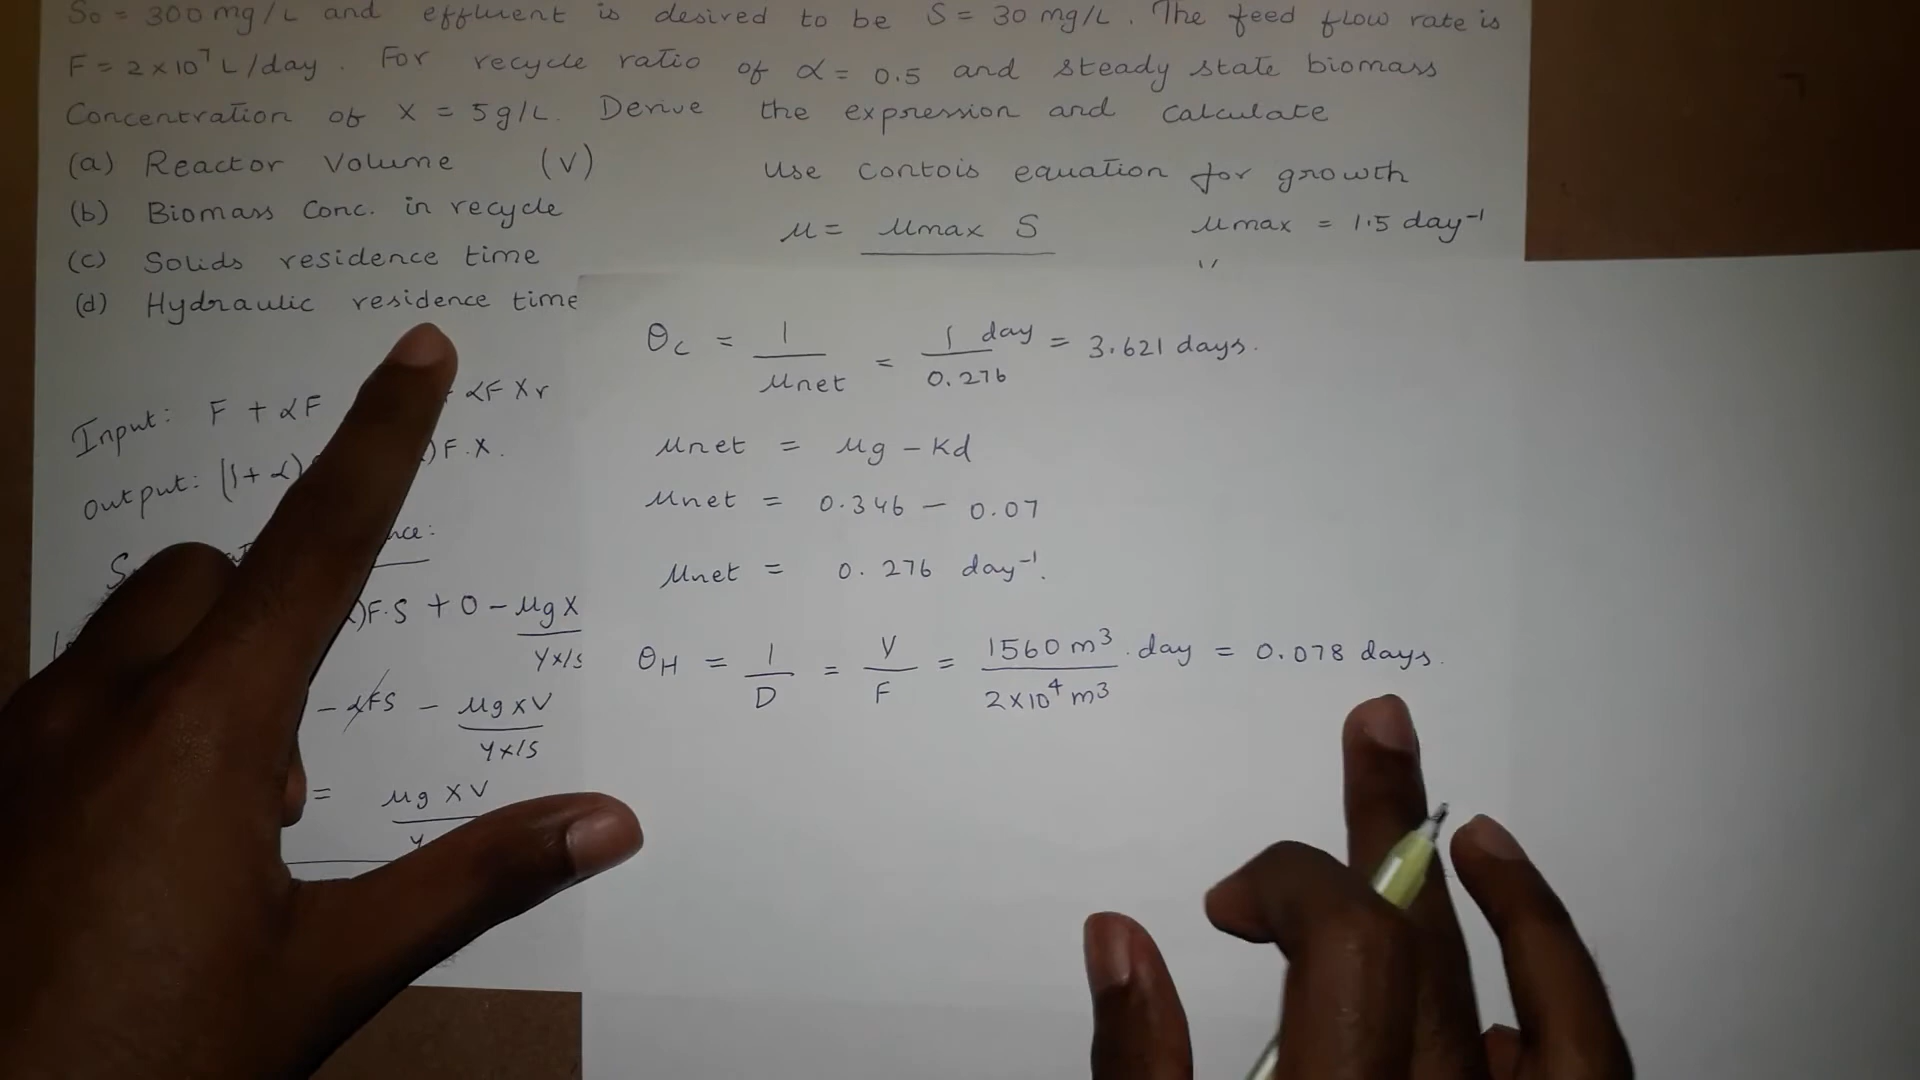 S₀ = 300 mg/L and effluent is desired to be S = 30 mg/L. The feed flow rate is
F = 2×10⁷ L/day. For recycle ratio of α = 0.5 and steady state biomass
Concentration of X = 5g/L. Derive the expression and calculate
(a) Reactor Volume (V)
(b) Biomass Conc. in recycle
(c) Solids residence time
(d) Hydraulic residence time
Use contois equation for growth
μ = μmax S
μmax = 1.5 day⁻¹
Input: F + αF
αF Xr
output: (1+α)
)F.X.
nce:
)F.S + 0 - μg X
Yx/s
- αFS - μg X V
Yx/s
= μg X V
Y
θc = 1/μnet = 1 day/0.276 = 3.621 days.
μnet = μg - Kd
μnet = 0.346 - 0.07
μnet = 0.276 day⁻¹.
θH = 1/D = V/F = 1560 m³.day/2×10⁴ m³ = 0.078 days.